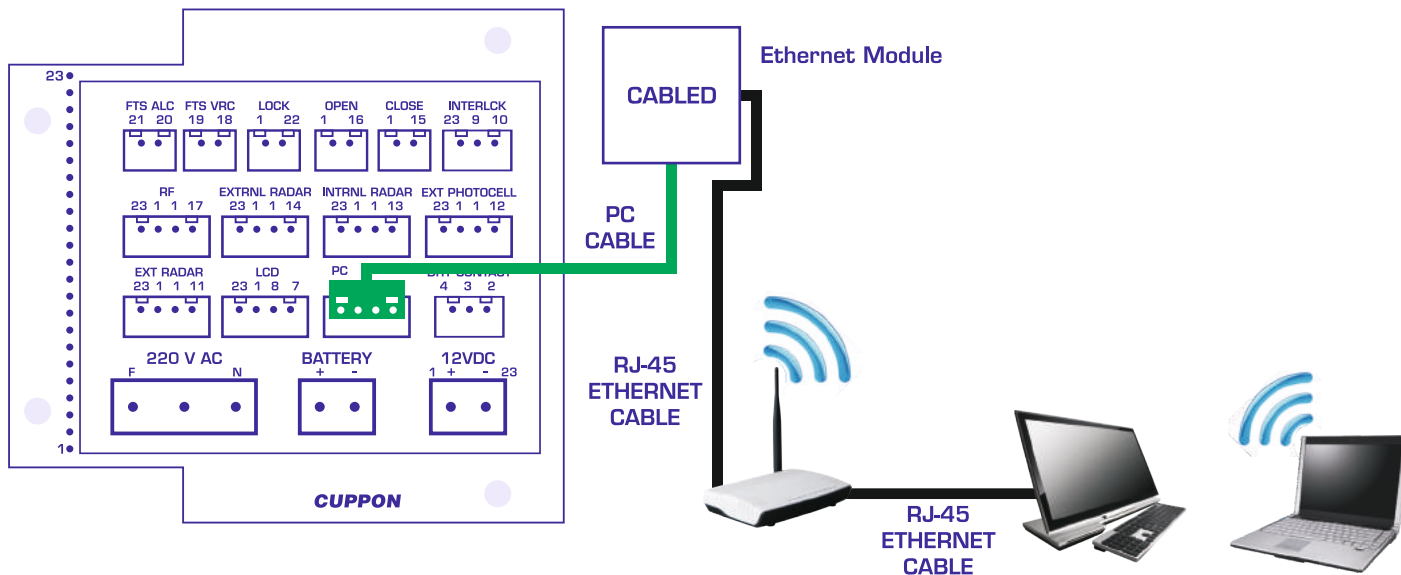 23
FTS ALC FTS VRC LOCK OPEN CLOSE INTERLCK
21 20 19 18 1 22 1 16 1 15 23 9 10
RF EXTRNL RADAR INTRNL RADAR EXT PHOTOCELL
23 1 1 17 23 1 1 14 23 1 1 13 23 1 1 12
EXT RADAR LCD PC
23 1 1 11 23 1 8 7 4 3 2
220 V AC BATTERY 12VDC
F N + - 1 + - 23
1
CUPPON
CABLED
Ethernet Module
PC
CABLE
RJ-45
ETHERNET
CABLE
RJ-45
ETHERNET
CABLE